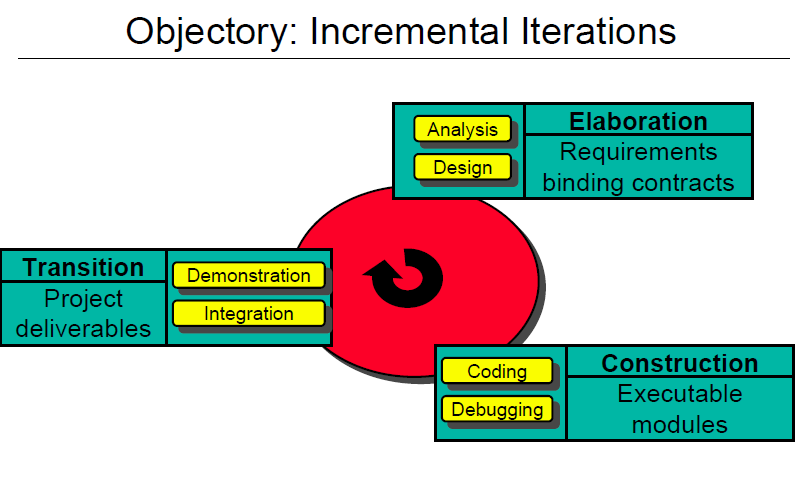 Objectory: Incremental Iterations
Analysis
Design
Elaboration
Requirements
binding contracts
Transition
Project
deliverables
Demonstration
Integration
Coding
Debugging
Construction
Executable
modules